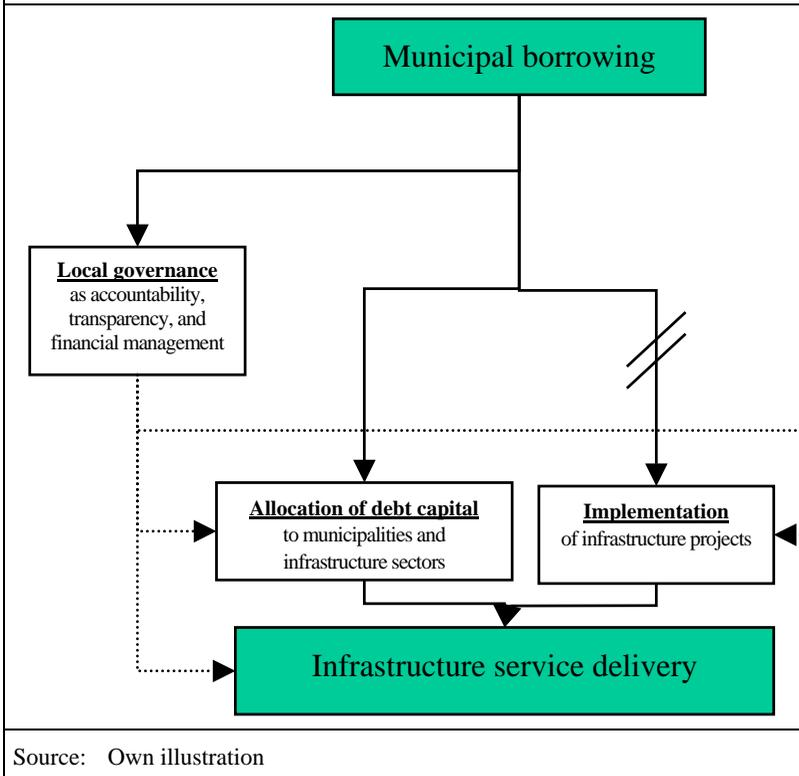 Municipal borrowing
Local governance
as accountability,
transparency, and
financial management
Allocation of debt capital
to municipalities and
infrastructure sectors
Implementation
of infrastructure projects
Infrastructure service delivery
Source: Own illustration